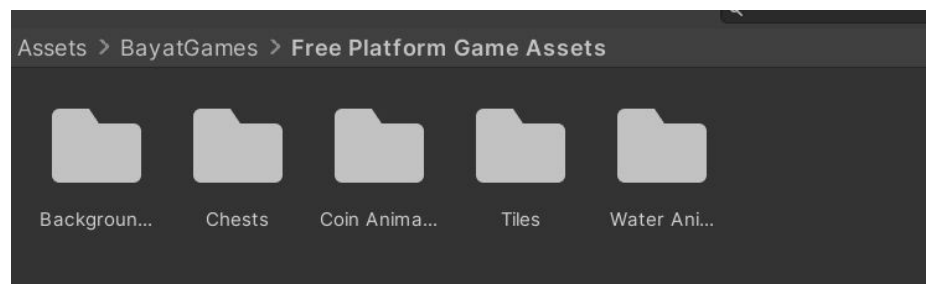 Assets > BayatGames > Free Platform Game Assets
Backgroun... Chests Coin Anima... Tiles Water Ani...